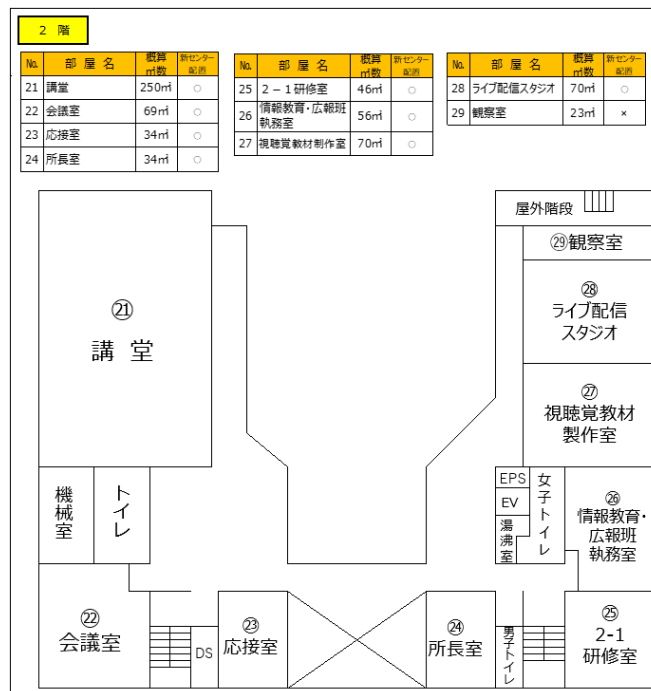 2 階
No. 部 屋 名 概算㎡数 新センター配置
21 講堂 250㎡ ○
22 会議室 69㎡ ○
23 応接室 34㎡ ○
24 所長室 34㎡ ○
No. 部 屋 名 概算㎡数 新センター配置
25 2－1研修室 46㎡ ○
26 情報教育・広報班執務室 56㎡ ○
27 視聴覚教材制作室 70㎡ ○
No. 部 屋 名 概算㎡数 新センター配置
28 ライブ配信スタジオ 70㎡ ○
29 観察室 23㎡ ×
屋外階段
㉙観察室
㉘
ライブ配信
スタジオ
㉑
講 堂
㉗
視聴覚教材
製作室
機械室
トイレ
EPS
EV
湯沸室
女子トイレ
㉖
情報教育・
広報班
執務室
㉒
会議室
DS
㉓
応接室
㉔
所長室
男子トイレ
㉕
2-1
研修室